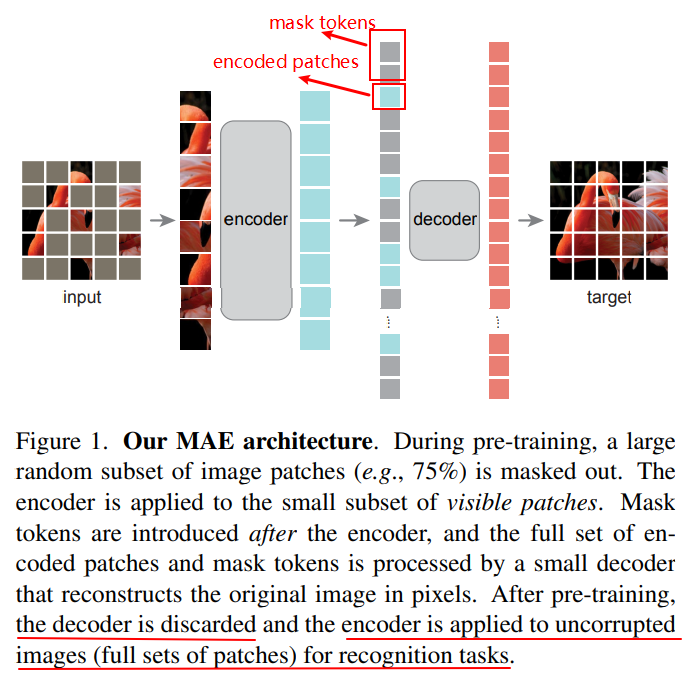 mask tokens
encoded patches
encoder
decoder
input
target
Figure 1. Our MAE architecture. During pre-training, a large
random subset of image patches (e.g., 75%) is masked out. The
encoder is applied to the small subset of visible patches. Mask
tokens are introduced after the encoder, and the full set of en-
coded patches and mask tokens is processed by a small decoder
that reconstructs the original image in pixels. After pre-training,
the decoder is discarded and the encoder is applied to uncorrupted
images (full sets of patches) for recognition tasks.